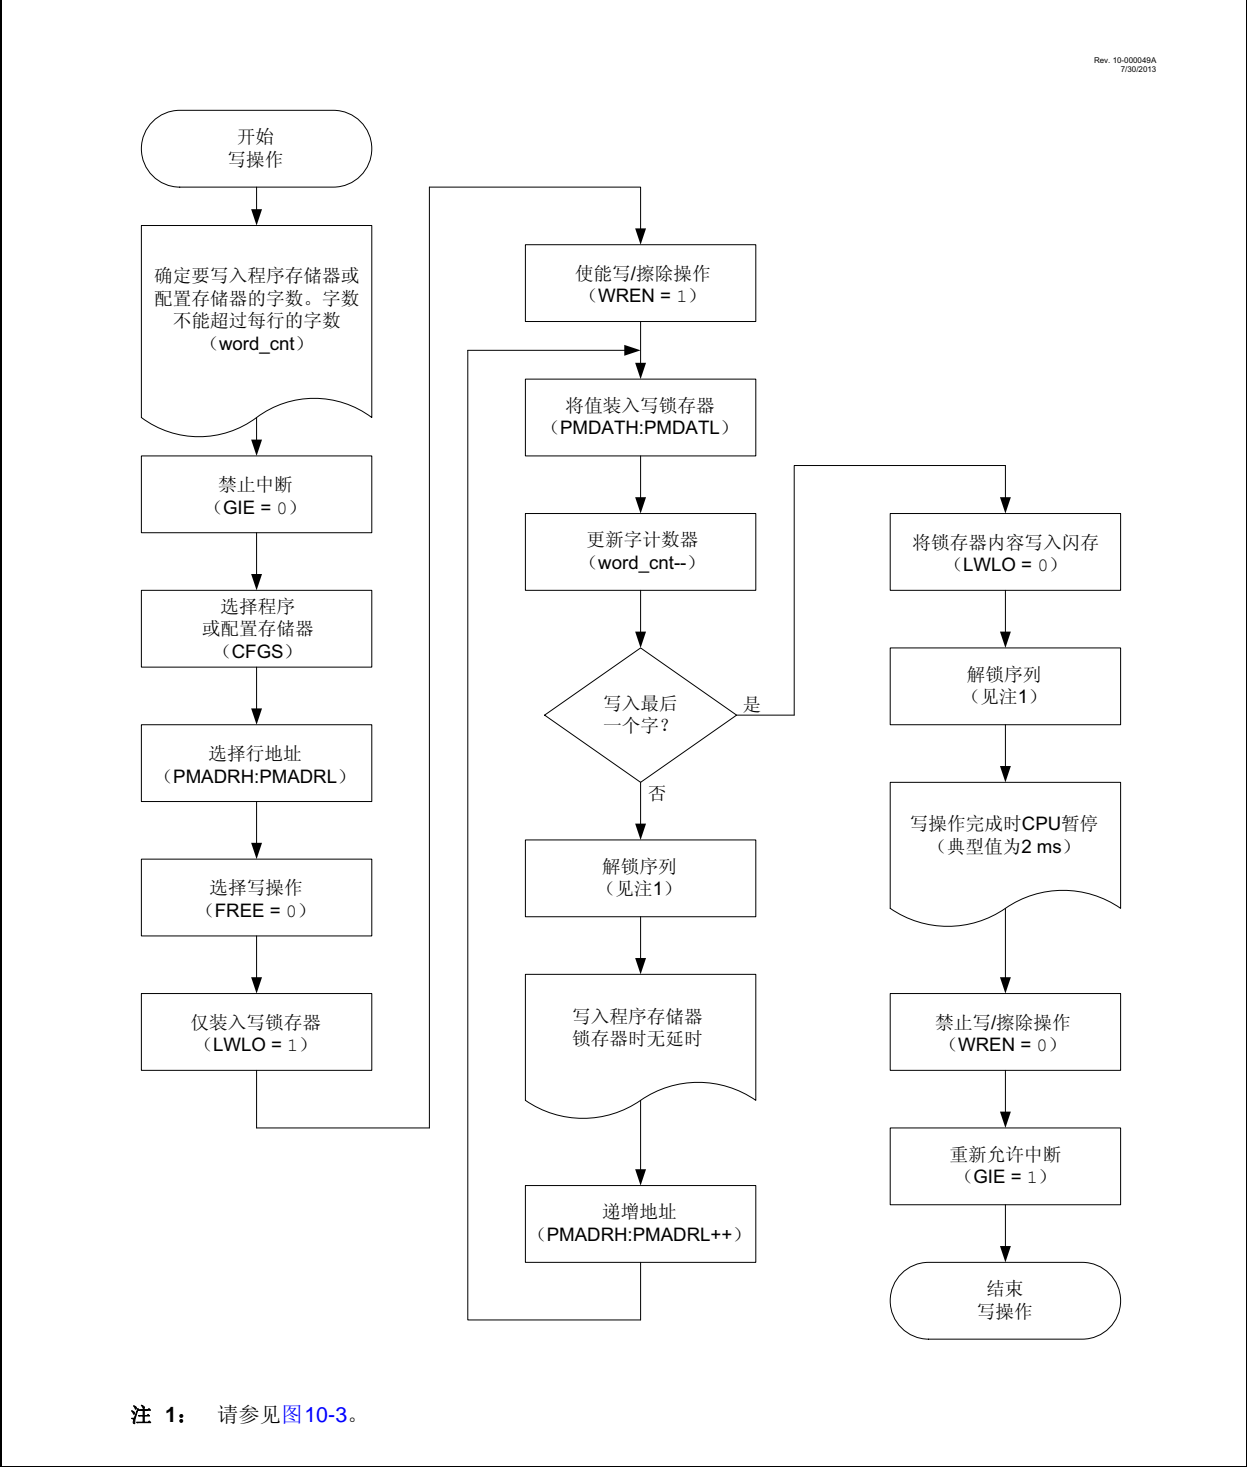 Rev. 10-000049A
7/30/2013
开始
写操作
确定要写入程序存储器或
配置存储器的字数。字数
不能超过每行的字数
（word_cnt）
禁止中断
（GIE = 0）
选择程序
或配置存储器
（CFGS）
选择行地址
（PMADRH:PMADRL）
选择写操作
（FREE = 0）
仅装入写锁存器
（LWLO = 1）
使能写/擦除操作
（WREN = 1）
将值装入写锁存器
（PMDATH:PMDATL）
更新字计数器
（word_cnt--）
写入最后
一个字？
是
否
解锁序列
（见注1）
写入程序存储器
锁存器时无延时
递增地址
（PMADRH:PMADRL++）
将锁存器内容写入闪存
（LWLO = 0）
解锁序列
（见注1）
写操作完成时CPU暂停
（典型值为2 ms）
禁止写/擦除操作
（WREN = 0）
重新允许中断
（GIE = 1）
结束
写操作
注 1： 请参见图10-3。